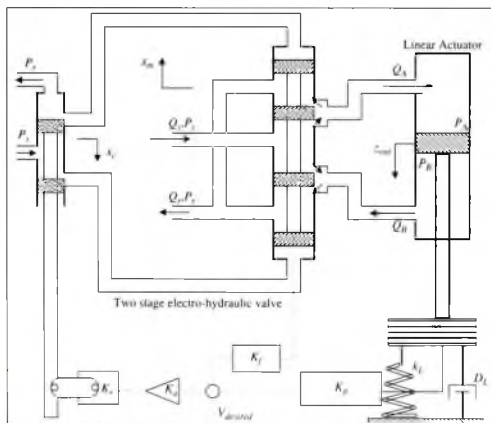 Linear Actuator
P_r
x_m
Q_A
P_s
Q_s,P_s
x_c
P_A
P_B
Q_r,P_r
Q_B
Two stage electro-hydraulic valve
K_f
k_L
D_L
K_a
K_p
V_desired